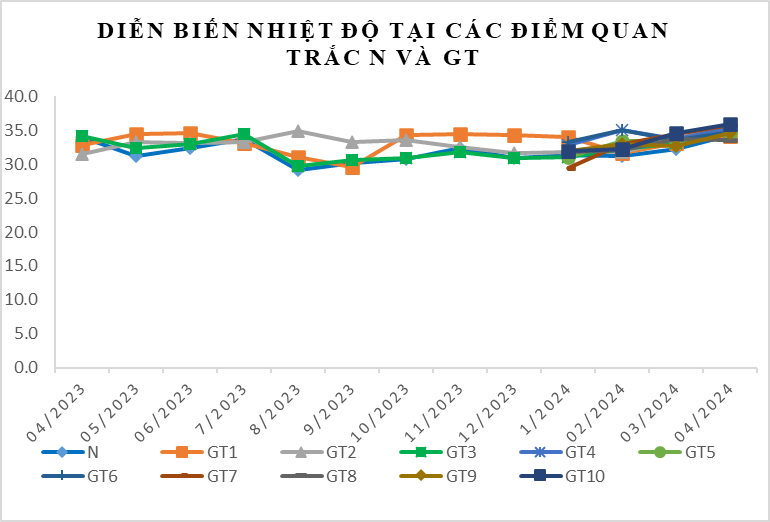 DIỄN BIẾN NHIỆT ĐỘ TẠI CÁC ĐIỂM QUAN
TRẮC N VÀ GT
40.0
35.0
30.0
25.0
20.0
15.0
10.0
5.0
0.0
04/2023 05/2023 06/2023 7/2023 8/2023 9/2023 10/2023 11/2023 12/2023 1/2024 02/2024 03/2024 04/2024
N GT1 GT2 GT3 GT4 GT5
GT6 GT7 GT8 GT9 GT10